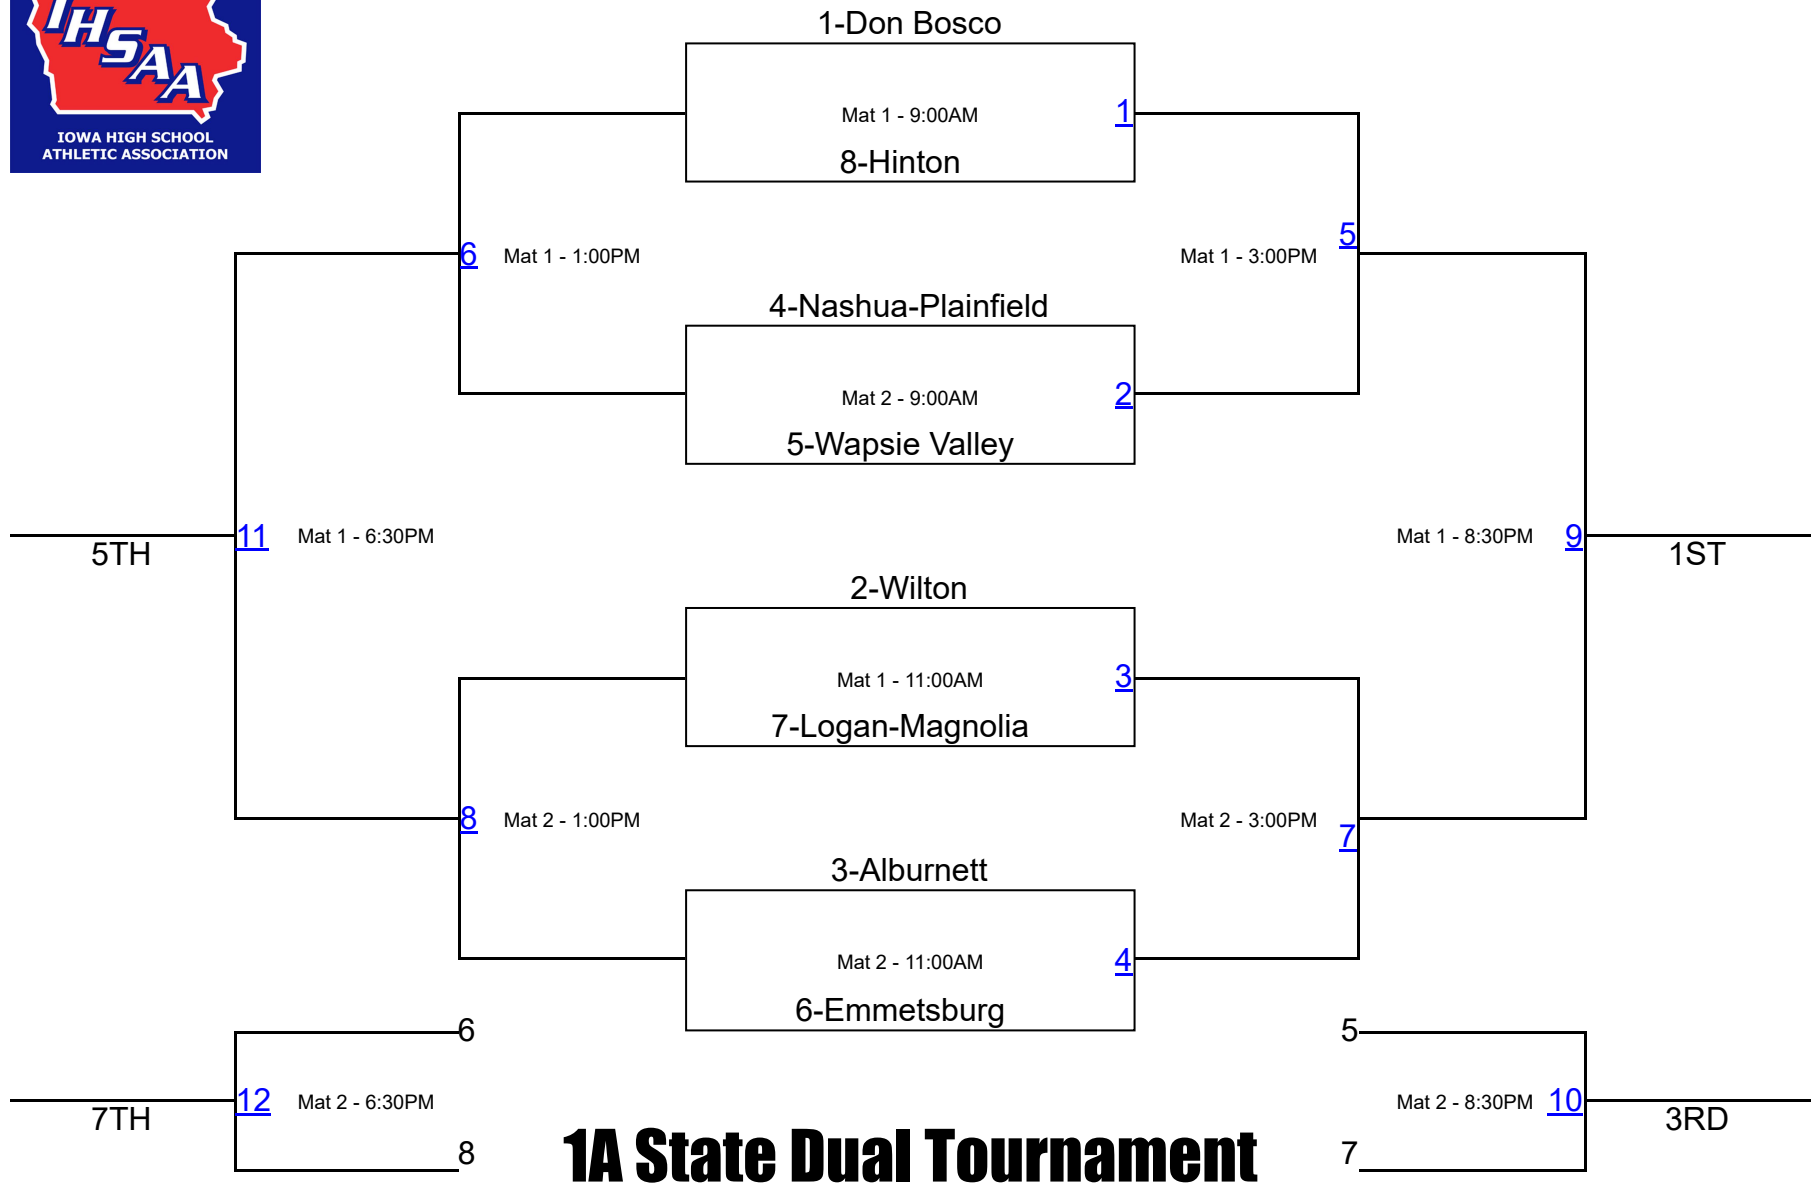 IHSAA
IOWA HIGH SCHOOL
ATHLETIC ASSOCIATION
1-Don Bosco
Mat 1 - 9:00AM
1
8-Hinton
6
Mat 1 - 1:00PM
Mat 1 - 3:00PM
5
4-Nashua-Plainfield
Mat 2 - 9:00AM
2
5-Wapsie Valley
5TH
11
Mat 1 - 6:30PM
Mat 1 - 8:30PM
9
1ST
2-Wilton
Mat 1 - 11:00AM
3
7-Logan-Magnolia
8
Mat 2 - 1:00PM
Mat 2 - 3:00PM
7
3-Alburnett
Mat 2 - 11:00AM
4
6-Emmetsburg
6
5
7TH
12
Mat 2 - 6:30PM
Mat 2 - 8:30PM
10
3RD
8
7
1A State Dual Tournament